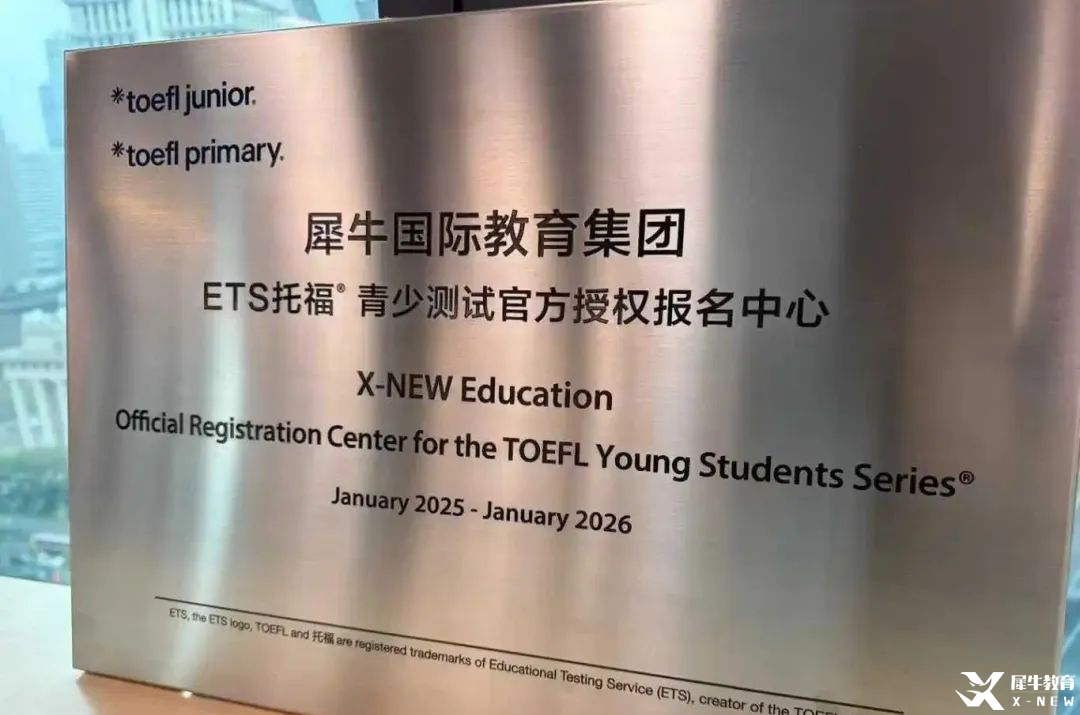 *toefl junior®
*toefl primary®
犀牛国际教育集团
ETS托福® 青少测试官方授权报名中心
X-NEW Education
Official Registration Center for the TOEFL Young Students Series®
January 2025 - January 2026
ETS, the ETS logo, TOEFL and 托福 are registered trademarks of Educational Testing Service (ETS), creator of the TOEFL
犀牛教育
X-NEW